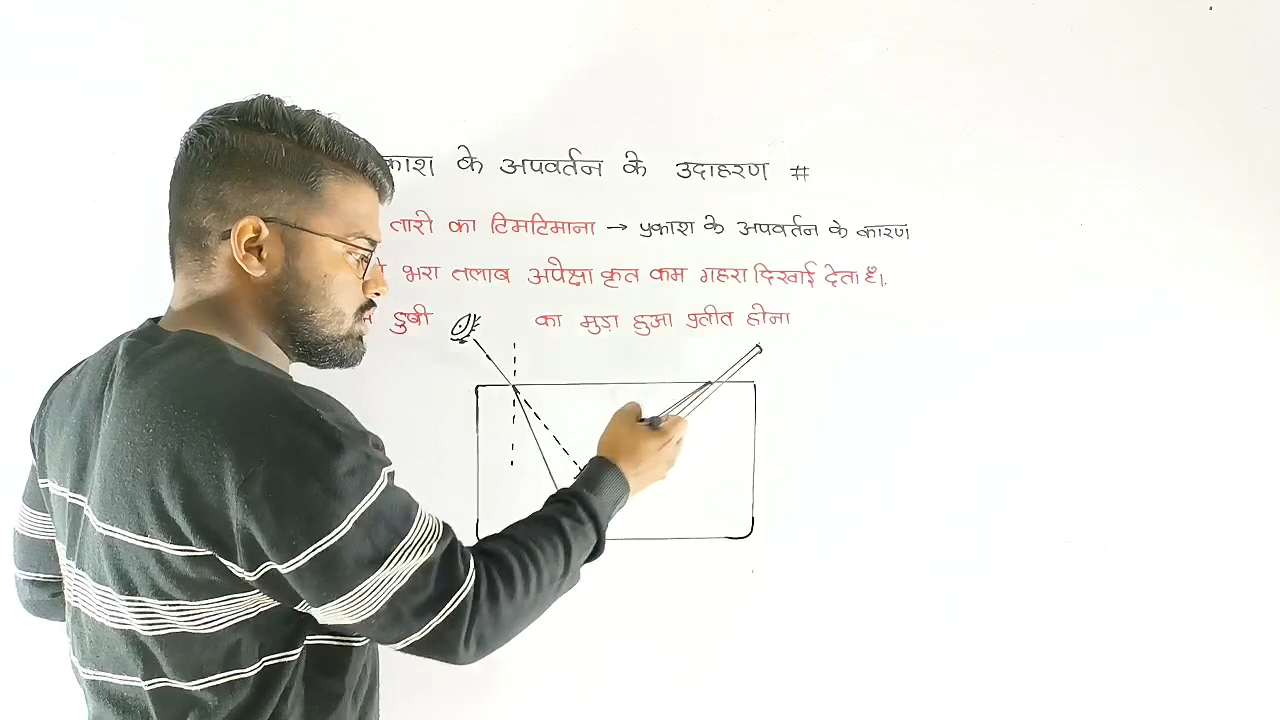 के अपवर्तन के उदाहरण #
तारो का टिमटिमाना → प्रकाश के अपवर्तन के कारण
भरा तलाब अपेक्षा कृत कम गहरा दिखाई देता है।
डुबी का मुड़ा हुआ प्रतीत होना